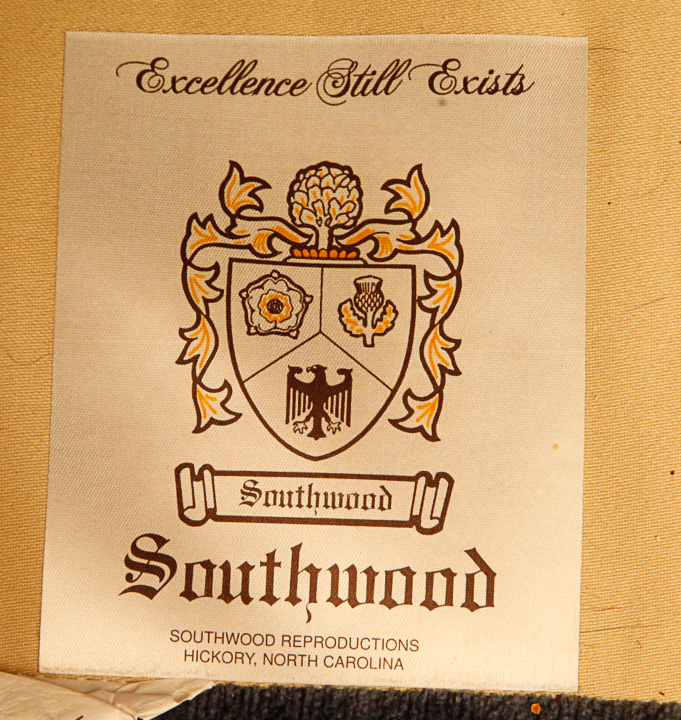 Excellence Still Exists
Southwood
Southwood
SOUTHWOOD REPRODUCTIONS
HICKORY, NORTH CAROLINA